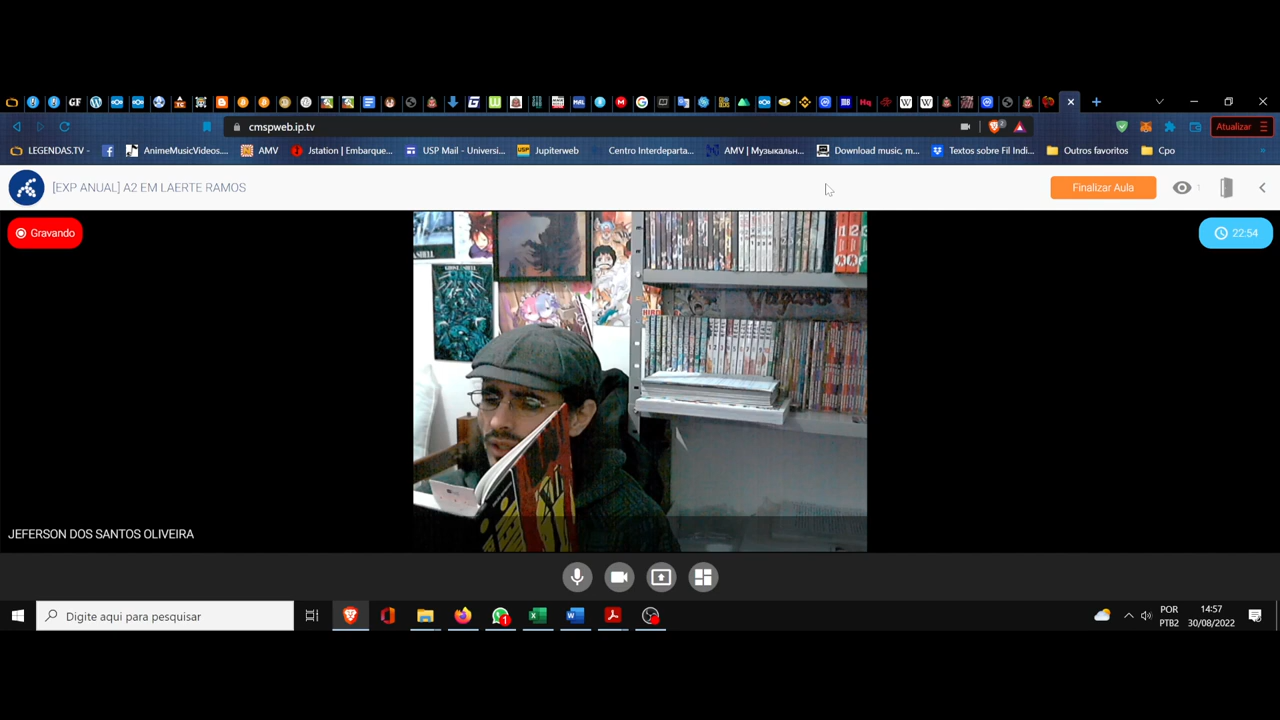 cmspweb.ip.tv
Atualizar
LEGENDAS.TV -
AnimeMusicVideos...
AMV
Jstation | Embarque...
USP Mail - Universi...
Jupiterweb
Centro Interdeparta...
AMV | Музыкальн...
Download music, m...
Textos sobre Fil Indi...
Outros favoritos
Cpo
[EXP ANUAL] A2 EM LAERTE RAMOS
Finalizar Aula
1
Gravando
22:54
JEFERSON DOS SANTOS OLIVEIRA
Digite aqui para pesquisar
1
POR
PTB2
14:57
30/08/2022